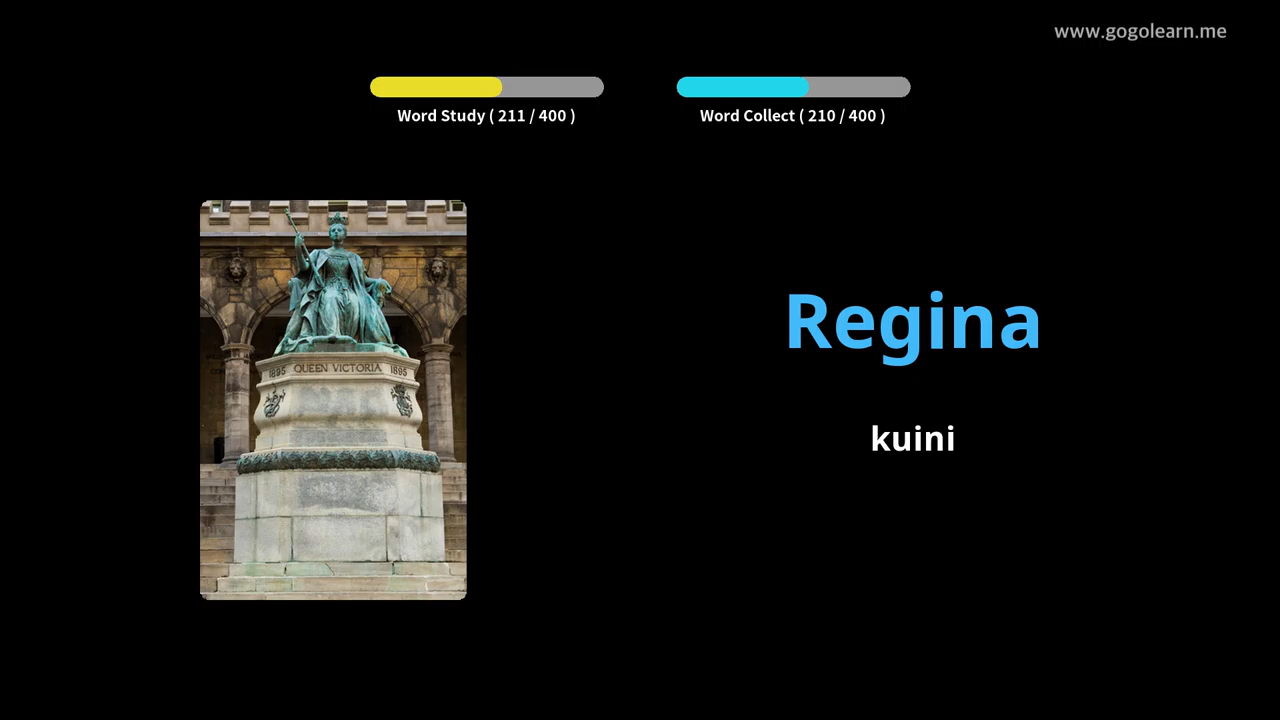 www.gogolearn.me
Word Study ( 211 / 400 )
Word Collect ( 210 / 400 )
1895 QUEEN VICTORIA 1895
Regina
kuini